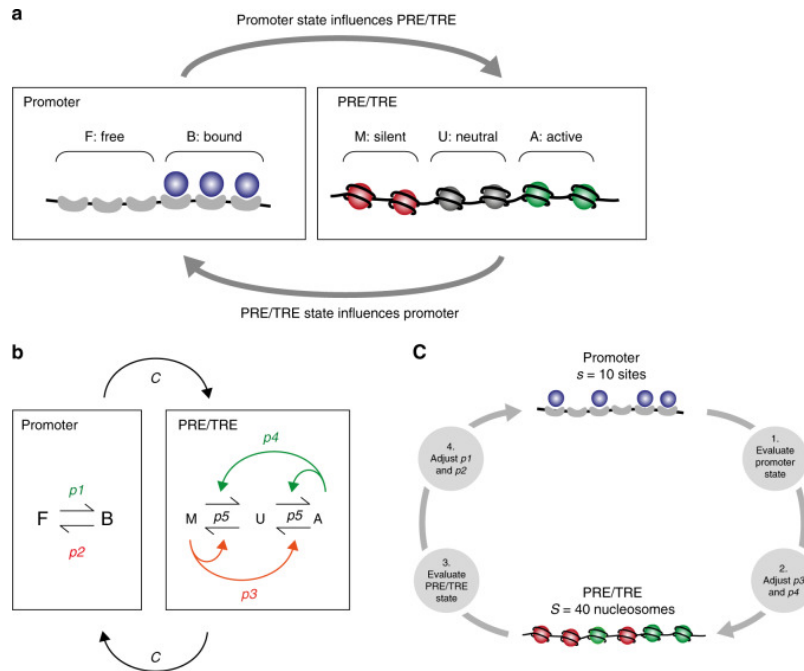 a
Promoter state influences PRE/TRE
Promoter
F: free
B: bound
PRE/TRE
M: silent
U: neutral
A: active
PRE/TRE state influences promoter
b
C
Promoter
p1
F
B
p2
C
PRE/TRE
p4
M
p5
U
p5
A
p3
C
C
Promoter
s = 10 sites
1.
Evaluate
promoter
state
2.
Adjust p3
and p4
PRE/TRE
S = 40 nucleosomes
3.
Evaluate
PRE/TRE
state
4.
Adjust p1
and p2